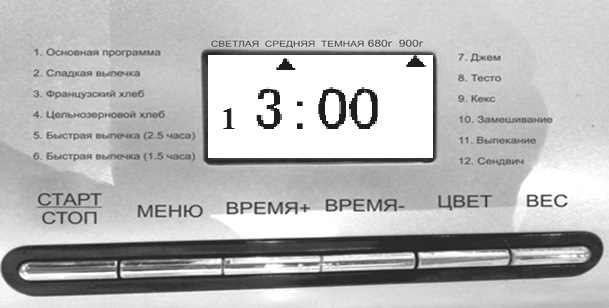 СВЕТЛАЯ СРЕДНЯЯ ТЕМНАЯ 680г 900г
1. Основная программа
2. Сладкая выпечка
3. Французский хлеб
4. Цельнозерновой хлеб
5. Быстрая выпечка (2.5 часа)
6. Быстрая выпечка (1.5 часа)
1 3:00
7. Джем
8. Тесто
9. Кекс
10. Замешивание
11. Выпекание
12. Сендвич
СТАРТ
СТОП
МЕНЮ
ВРЕМЯ+
ВРЕМЯ-
ЦВЕТ
ВЕС